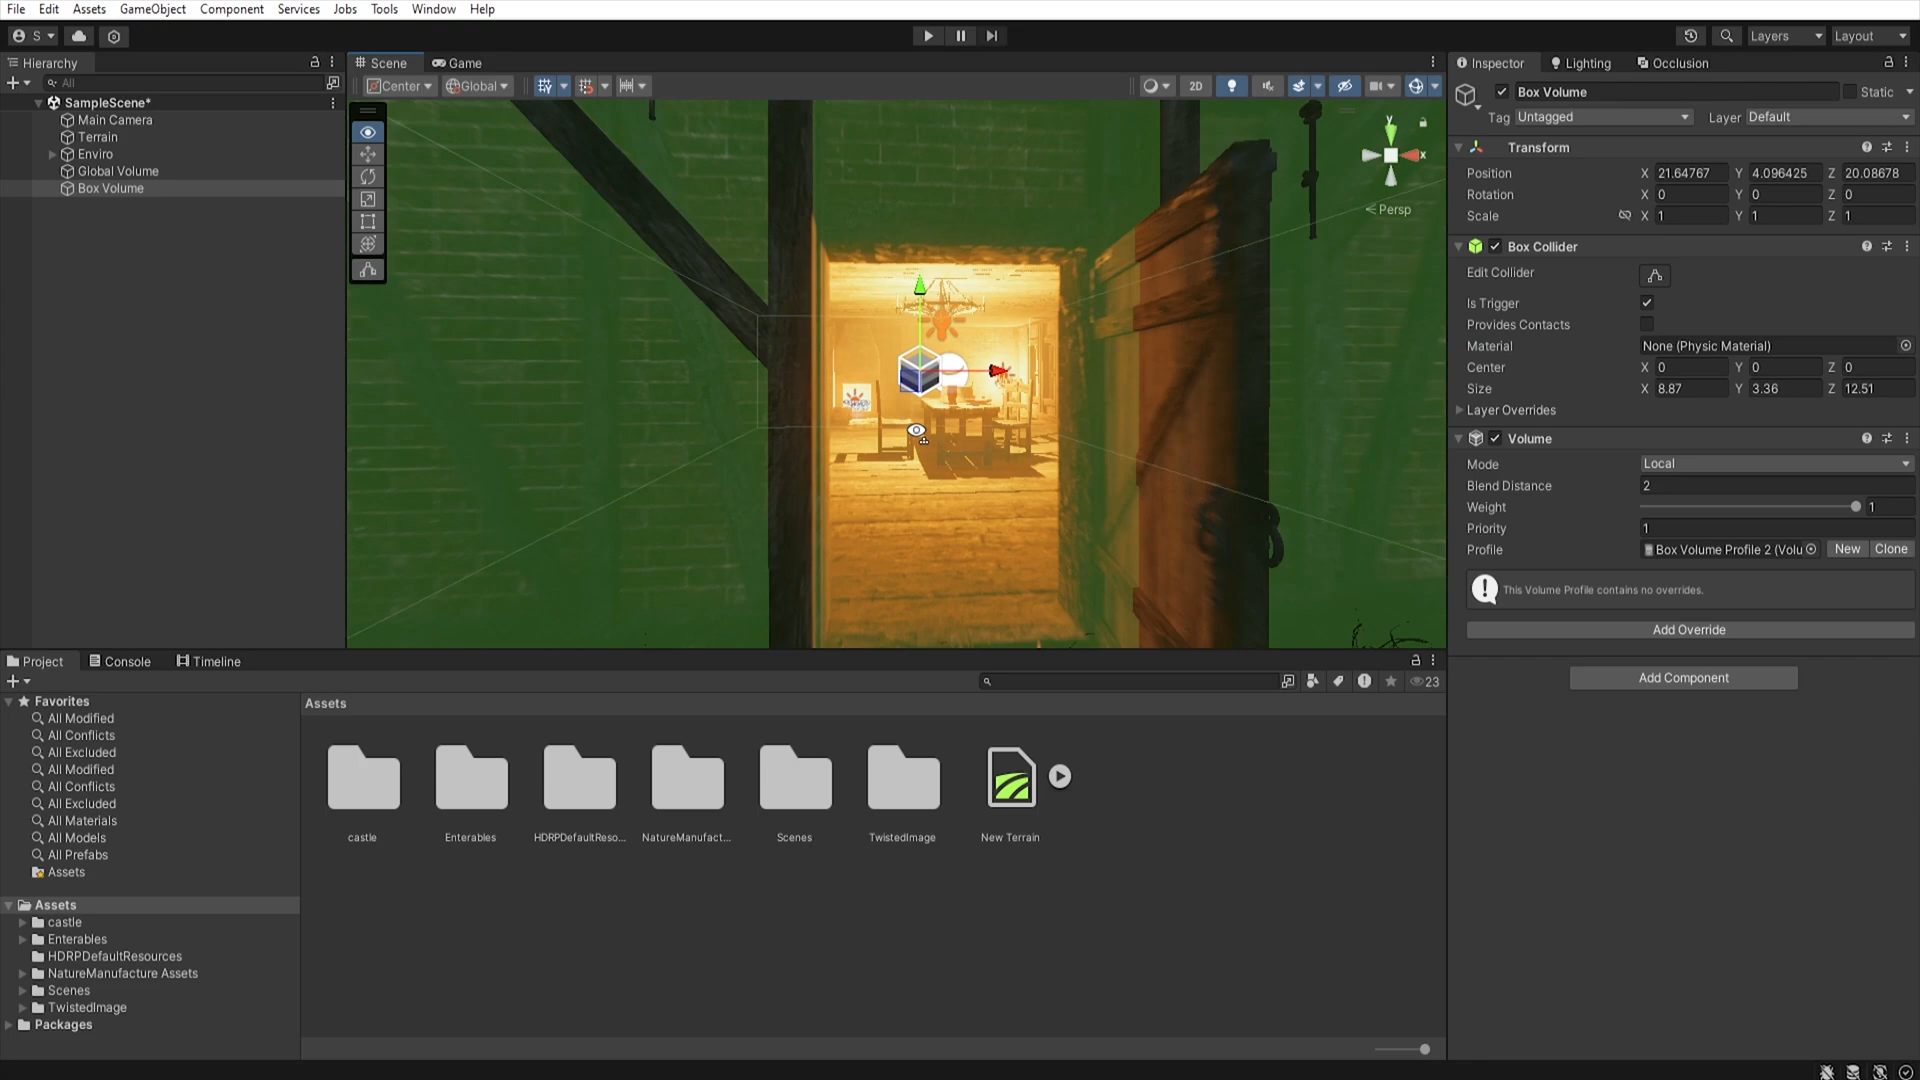 File Edit Assets GameObject Component Services Jobs Tools Window Help
S Layers Layout
Hierarchy
All
SampleScene*
Main Camera
Terrain
Enviro
Global Volume
Box Volume
Scene Game
Center Global 2D
y
x
Persp
Inspector Lighting Occlusion
Box Volume Static
Tag Untagged Layer Default
Transform
Position X 21.64767 Y 4.096425 Z 20.08678
Rotation X 0 Y 0 Z 0
Scale X 1 Y 1 Z 1
Box Collider
Edit Collider
Is Trigger
Provides Contacts
Material None (Physic Material)
Center X 0 Y 0 Z 0
Size X 8.87 Y 3.36 Z 12.51
Layer Overrides
Volume
Mode Local
Blend Distance 2
Weight 1
Priority 1
Profile Box Volume Profile 2 (Volu New Clone
This Volume Profile contains no overrides.
Add Override
Add Component
Project Console Timeline
23
Favorites
All Modified
All Conflicts
All Excluded
All Modified
All Conflicts
All Excluded
All Materials
All Models
All Prefabs
Assets
Assets
castle
Enterables
HDRPDefaultResources
NatureManufacture Assets
Scenes
TwistedImage
Packages
Assets
castle Enterables HDRPDefaultReso... NatureManufact... Scenes TwistedImage New Terrain